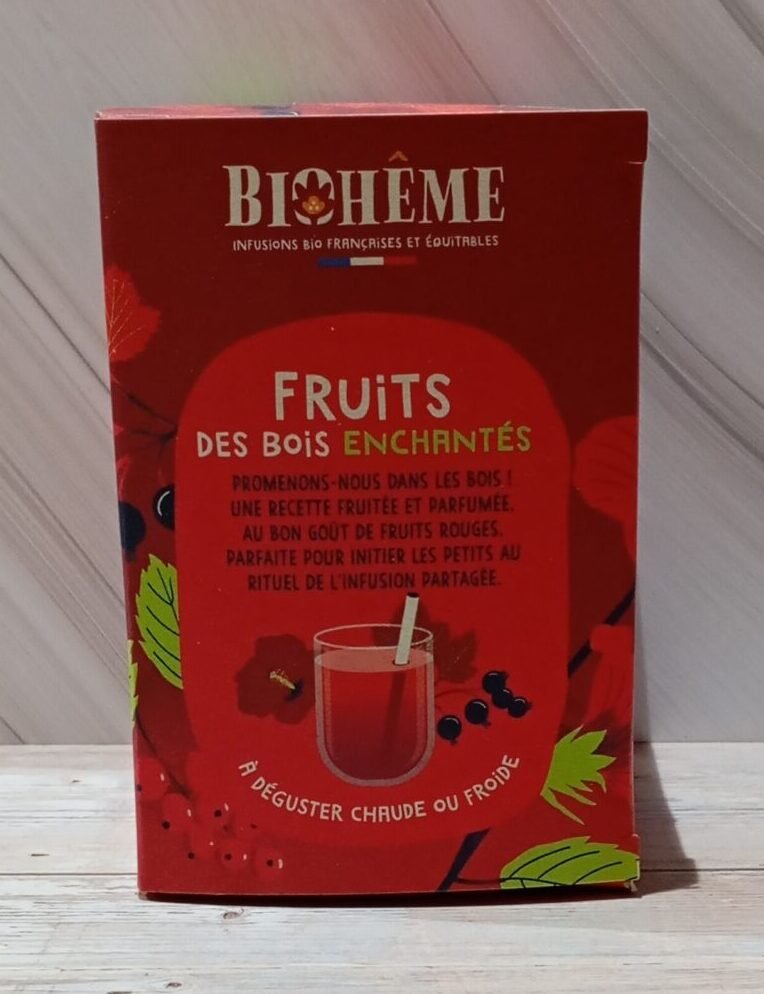 BIOHÊME
INFUSIONS BIO FRANÇAISES ET ÉQUITABLES
FRUiTS
DES BOiS ENCHANTÉS
PROMENONS-NOUS DANS LES BOIS !
UNE RECETTE FRUITÉE ET PARFUMÉE,
AU BON GOÛT DE FRUITS ROUGES,
PARFAITE POUR INITIER LES PETITS AU
RITUEL DE L'INFUSION PARTAGÉE.
À DÉGUSTER CHAUDE OU FROIDE